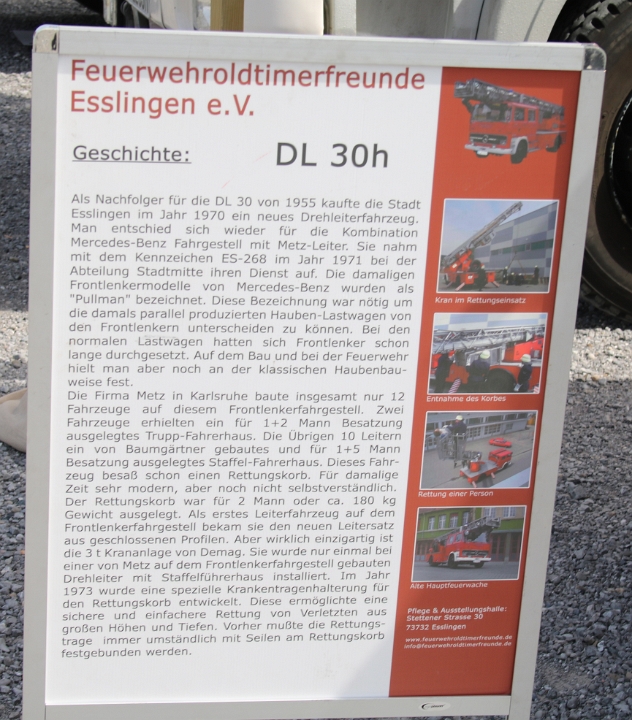 Feuerwehroldtimerfreunde
Esslingen e.V.
Geschichte:
DL 30h
Als Nachfolger für die DL 30 von 1955 kaufte die Stadt
Esslingen im Jahr 1970 ein neues Drehleiterfahrzeug.
Man entschied sich wieder für die Kombination
Mercedes-Benz Fahrgestell mit Metz-Leiter. Sie nahm
mit dem Kennzeichen ES-268 im Jahr 1971 bei der
Abteilung Stadtmitte ihren Dienst auf. Die damaligen
Frontlenkermodelle von Mercedes-Benz wurden als
"Pullman" bezeichnet. Diese Bezeichnung war nötig um
die damals parallel produzierten Hauben-Lastwagen von
den Frontlenkern unterscheiden zu können. Bei den
normalen Lastwagen hatten sich Frontlenker schon
lange durchgesetzt. Auf dem Bau und bei der Feuerwehr
hielt man aber noch an der klassischen Haubenbau-
weise fest.
Die Firma Metz in Karlsruhe baute insgesamt nur 12
Fahrzeuge auf diesem Frontlenkerfahrgestell. Zwei
Fahrzeuge erhielten ein für 1+2 Mann Besatzung
ausgelegtes Trupp-Fahrerhaus. Die Übrigen 10 Leitern
ein von Baumgärtner gebautes und für 1+5 Mann
Besatzung ausgelegtes Staffel-Fahrerhaus. Dieses Fahr-
zeug besaß schon einen Rettungskorb. Für damalige
Zeit sehr modern, aber noch nicht selbstverständlich.
Der Rettungskorb war für 2 Mann oder ca. 180 kg
Gewicht ausgelegt. Als erstes Leiterfahrzeug auf dem
Frontlenkerfahrgestell bekam sie den neuen Leitersatz
aus geschlossenen Profilen. Aber wirklich einzigartig ist
die 3 t Krananlage von Demag. Sie wurde nur einmal bei
einer von Metz auf dem Frontlenkerfahrgestell gebauten
Drehleiter mit Staffelführerhaus installiert. Im Jahr
1973 wurde eine spezielle Krankentragenhalterung für
den Rettungskorb entwickelt. Diese ermöglichte eine
sichere und einfachere Rettung von Verletzten aus
großen Höhen und Tiefen. Vorher mußte die Rettungs-
trage immer umständlich mit Seilen am Rettungskorb
festgebunden werden.
Kran im Rettungseinsatz
Entnahme des Korbes
Rettung einer Person
Alte Hauptfeuerwache
Pflege & Ausstellungshalle:
Stettener Strasse 30
73732 Esslingen
www.feuerwehroldtimerfreunde.de
info@feuerwehroldtimerfreunde.de